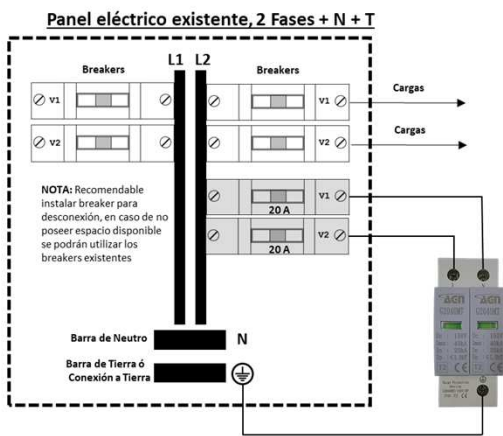 Panel eléctrico existente, 2 Fases + N + T
L1 L2
Breakers
Breakers
V1
V1
Cargas
V2
V2
Cargas
NOTA: Recomendable
instalar breaker para
desconexión, en caso de no
poseer espacio disponible
se podrán utilizar los
breakers existentes
V1
20 A
V2
20 A
AGN AGN
Barra de Neutro
N
Barra de Tierra ó
Conexión a Tierra